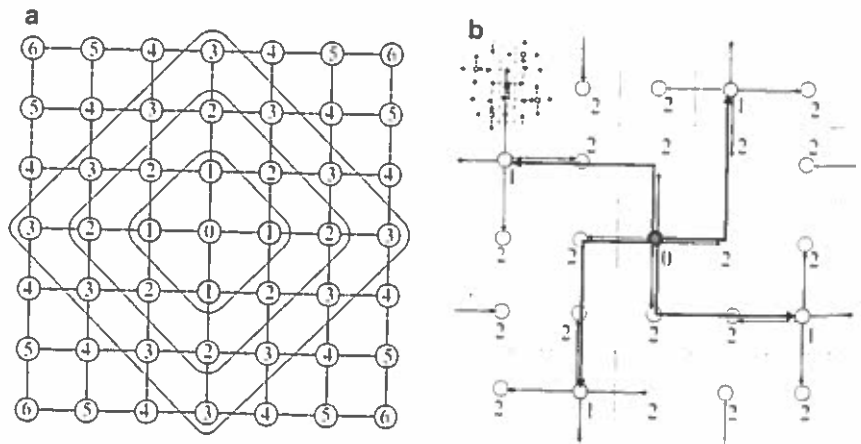 a
6 5 4 3 4 5 6
5 4 3 2 3 4 5
4 3 2 1 2 3 4
3 2 1 0 1 2 3
4 3 2 1 2 3 4
5 4 3 2 3 4 5
6 5 4 3 4 5 6
b
2 2 1 2
2 2 2 2
1
2 2 0 2 2
2 2 2 2 1
2 1 2 2 2